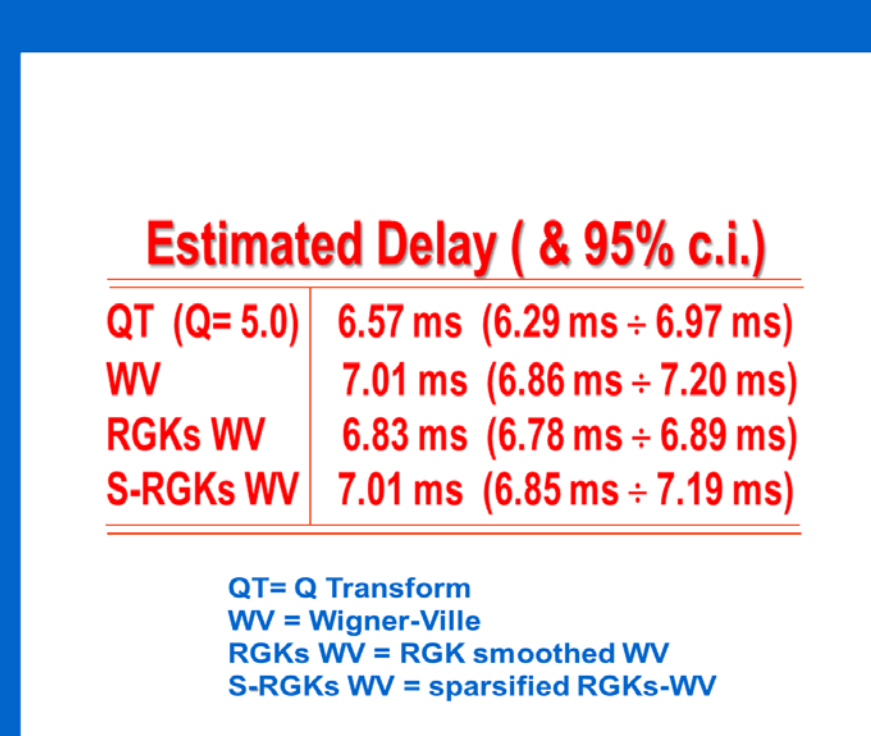 Estimated Delay ( & 95% c.i.)
QT (Q= 5.0) 6.57 ms (6.29 ms ÷ 6.97 ms)
WV 7.01 ms (6.86 ms ÷ 7.20 ms)
RGKs WV 6.83 ms (6.78 ms ÷ 6.89 ms)
S-RGKs WV 7.01 ms (6.85 ms ÷ 7.19 ms)
QT= Q Transform
WV = Wigner-Ville
RGKs WV = RGK smoothed WV
S-RGKs WV = sparsified RGKs-WV